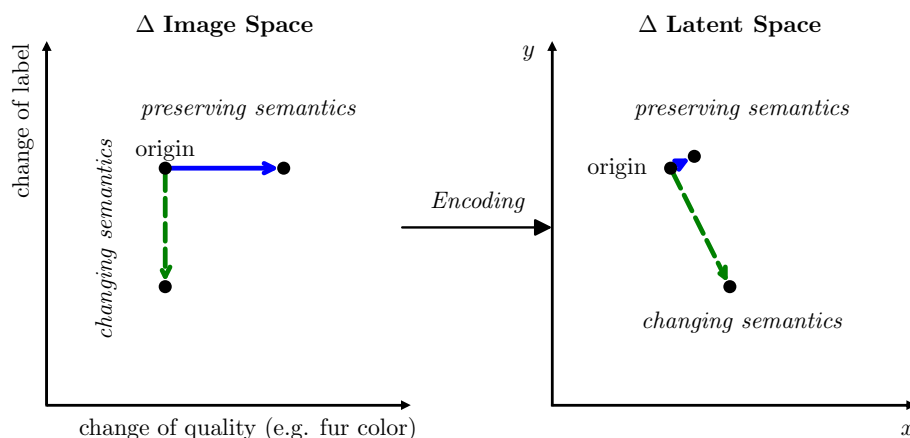 Δ Image Space
change of label
preserving semantics
origin
changing semantics
change of quality (e.g. fur color)
Encoding
Δ Latent Space
y
preserving semantics
origin
changing semantics
x